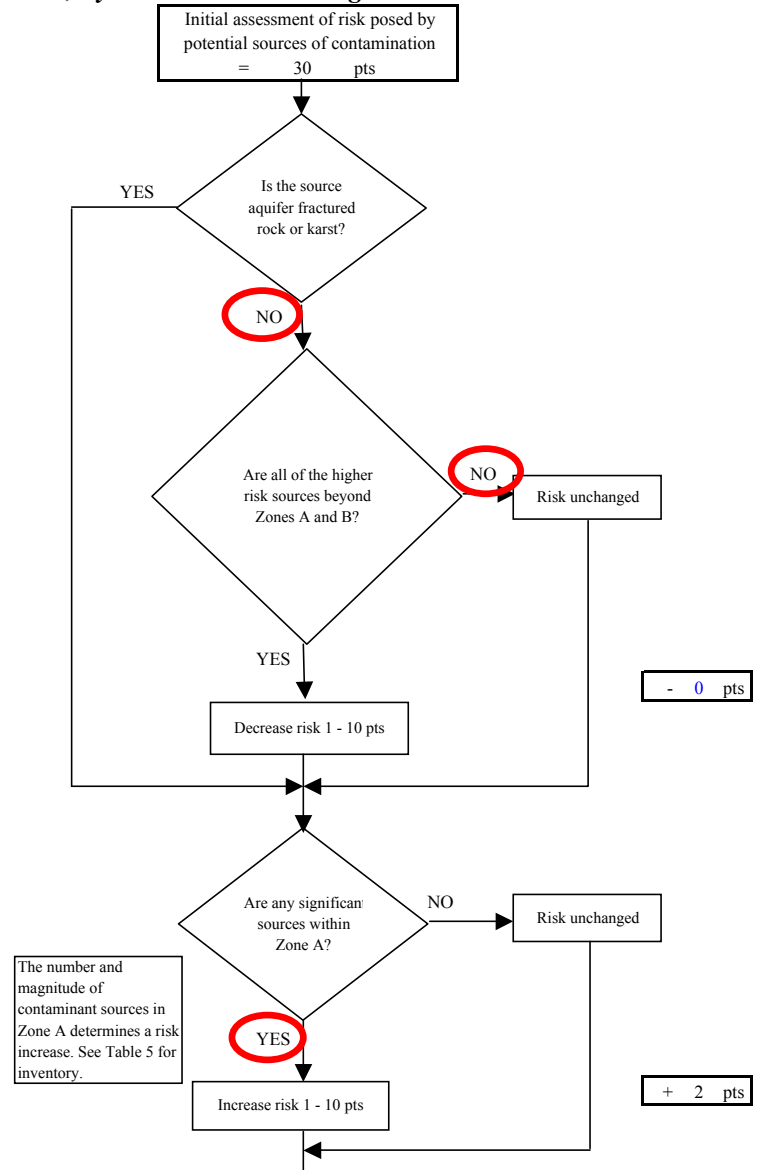 Initial assessment of risk posed by
potential sources of contamination
= 30 pts
YES
Is the source
aquifer fractured
rock or karst?
NO
Are all of the higher
risk sources beyond
Zones A and B?
NO
Risk unchanged
YES
- 0 pts
Decrease risk 1 - 10 pts
Are any significan
sources within
Zone A?
NO
Risk unchanged
The number and
magnitude of
contaminant sources in
Zone A determines a risk
increase. See Table 5 for
inventory.
YES
Increase risk 1 - 10 pts
+ 2 pts